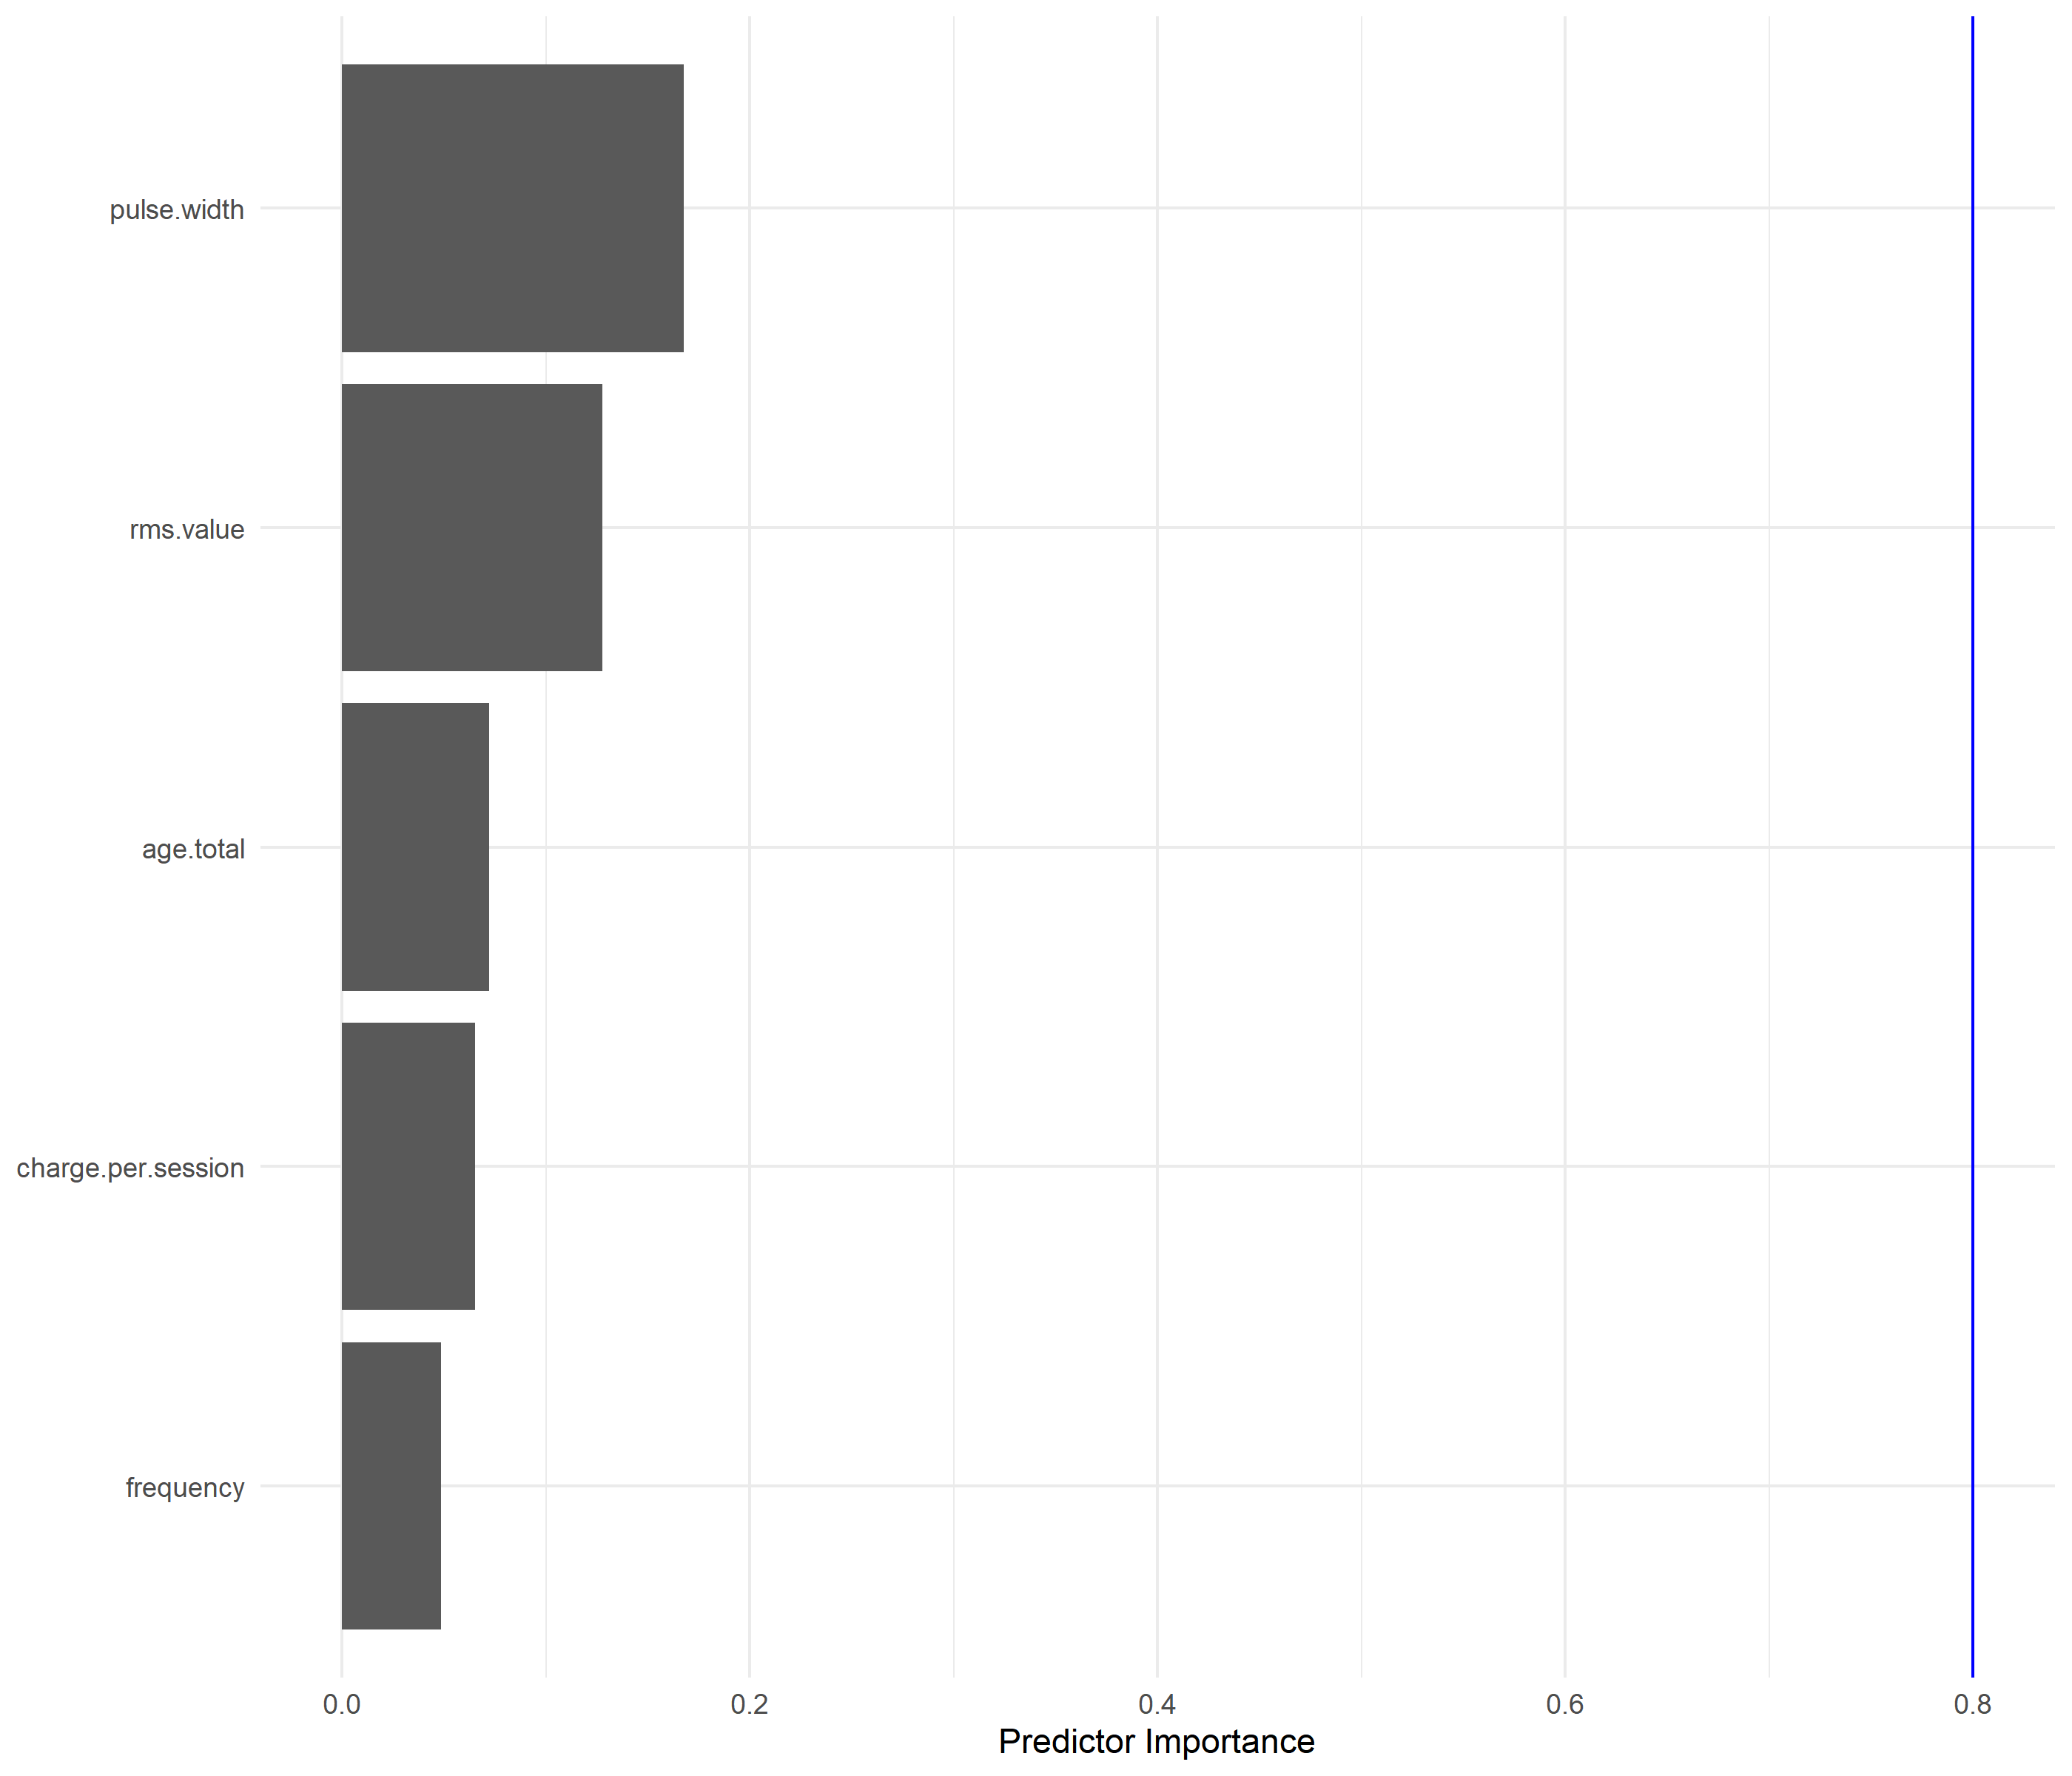 pulse.width
rms.value
age.total
charge.per.session
frequency
0.0 0.2 0.4 0.6 0.8
Predictor Importance